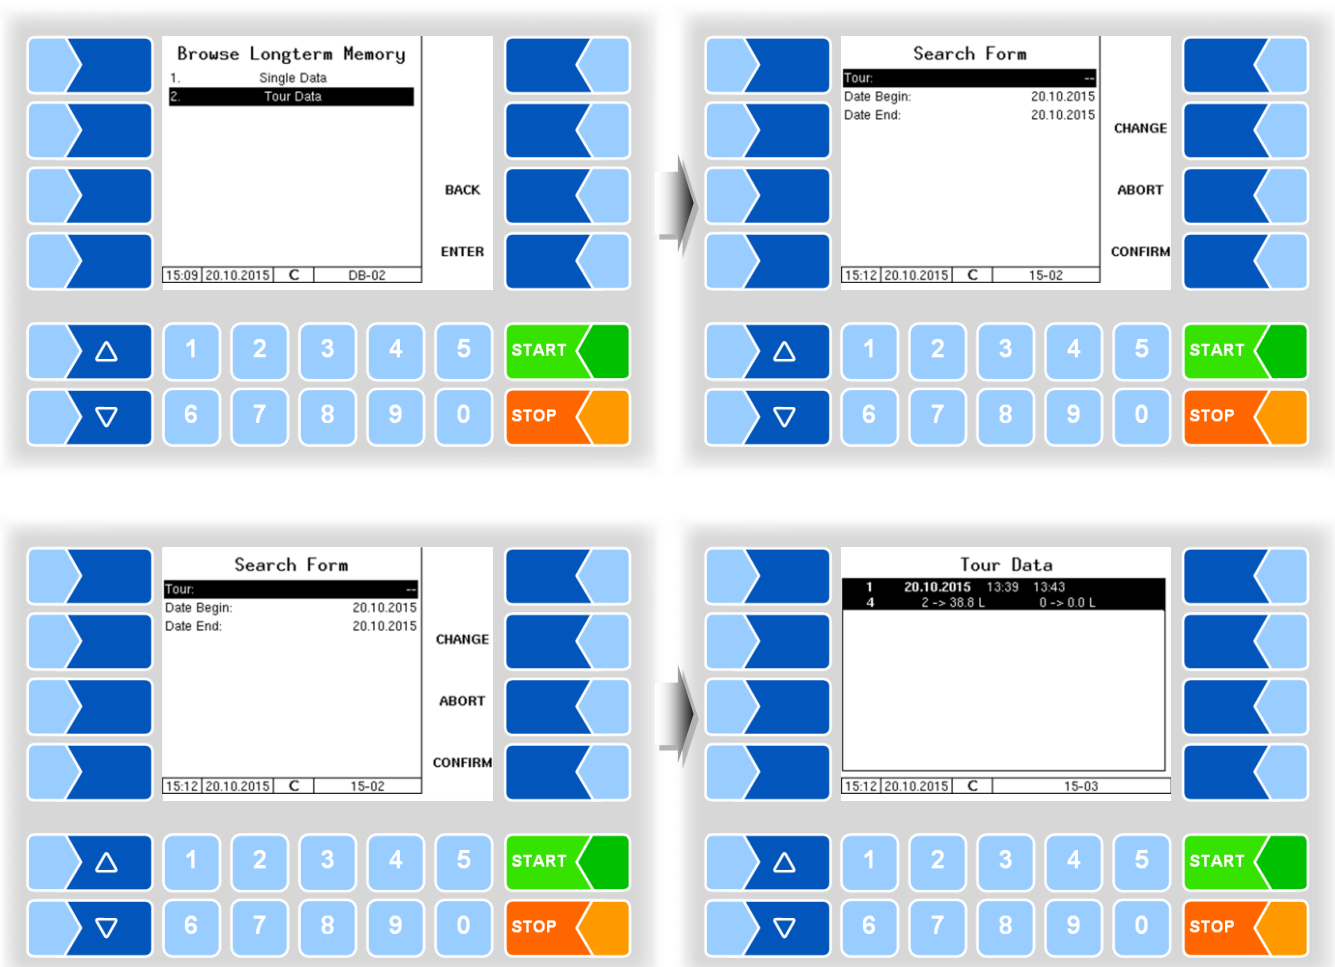 Browse Longterm Memory
1. Single Data
2. Tour Data
BACK
ENTER
15:09 20.10.2015 C DB-02
1 2 3 4 5 START
6 7 8 9 0 STOP
Search Form
Tour: --
Date Begin: 20.10.2015
Date End: 20.10.2015
CHANGE
ABORT
CONFIRM
15:12 20.10.2015 C 15-02
1 2 3 4 5 START
6 7 8 9 0 STOP
Search Form
Tour: --
Date Begin: 20.10.2015
Date End: 20.10.2015
CHANGE
ABORT
CONFIRM
15:12 20.10.2015 C 15-02
1 2 3 4 5 START
6 7 8 9 0 STOP
Tour Data
1 20.10.2015 13:39 13:43
4 2 -> 38.8 L 0 -> 0.0 L
15:12 20.10.2015 C 15-03
1 2 3 4 5 START
6 7 8 9 0 STOP